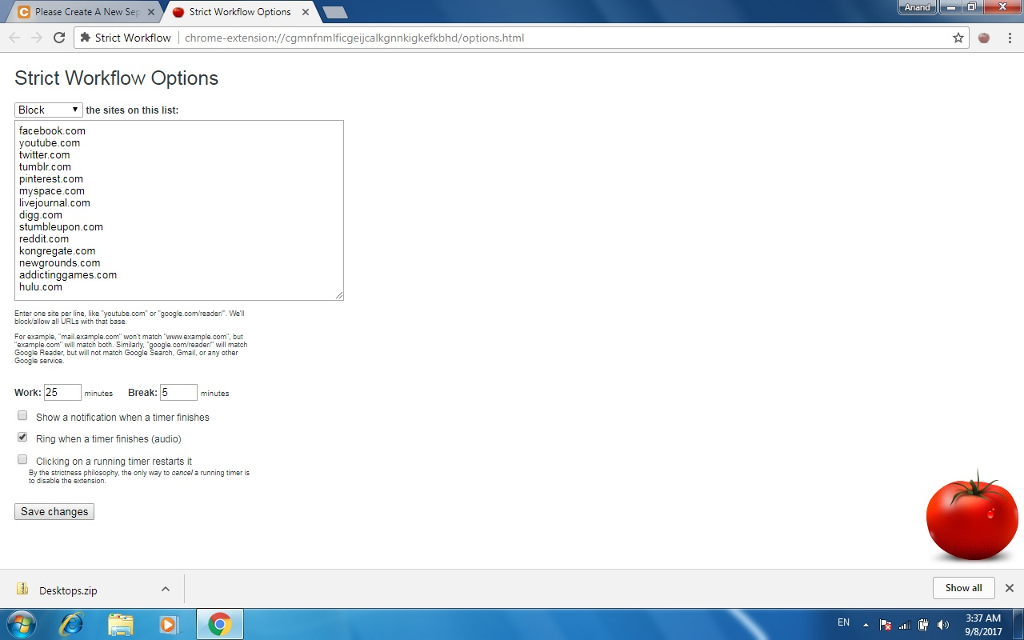 Please Create A New Sep
Strict Workflow Options
Anand
Strict Workflow
chrome-extension://cgmnfnmlficgeijcalkgnnkigkefkbhd/options.html
Strict Workflow Options
Block the sites on this list:
facebook.com
youtube.com
twitter.com
tumblr.com
pinterest.com
myspace.com
livejournal.com
digg.com
stumbleupon.com
reddit.com
kongregate.com
newgrounds.com
addictinggames.com
hulu.com
Enter one site per line, like "youtube.com" or "google.com/reader/". We'll
block/allow all URLs with that base.
For example, "mail.example.com" won't match "www.example.com", but
"example.com" will match both. Similarly, "google.com/reader/" will match
Google Reader, but will not match Google Search, Gmail, or any other
Google service.
Work: 25 minutes Break: 5 minutes
Show a notification when a timer finishes
Ring when a timer finishes (audio)
Clicking on a running timer restarts it
By the strictness philosophy, the only way to cancel a running timer is
to disable the extension.
Save changes
Desktops.zip
Show all
EN
3:37 AM
9/8/2017